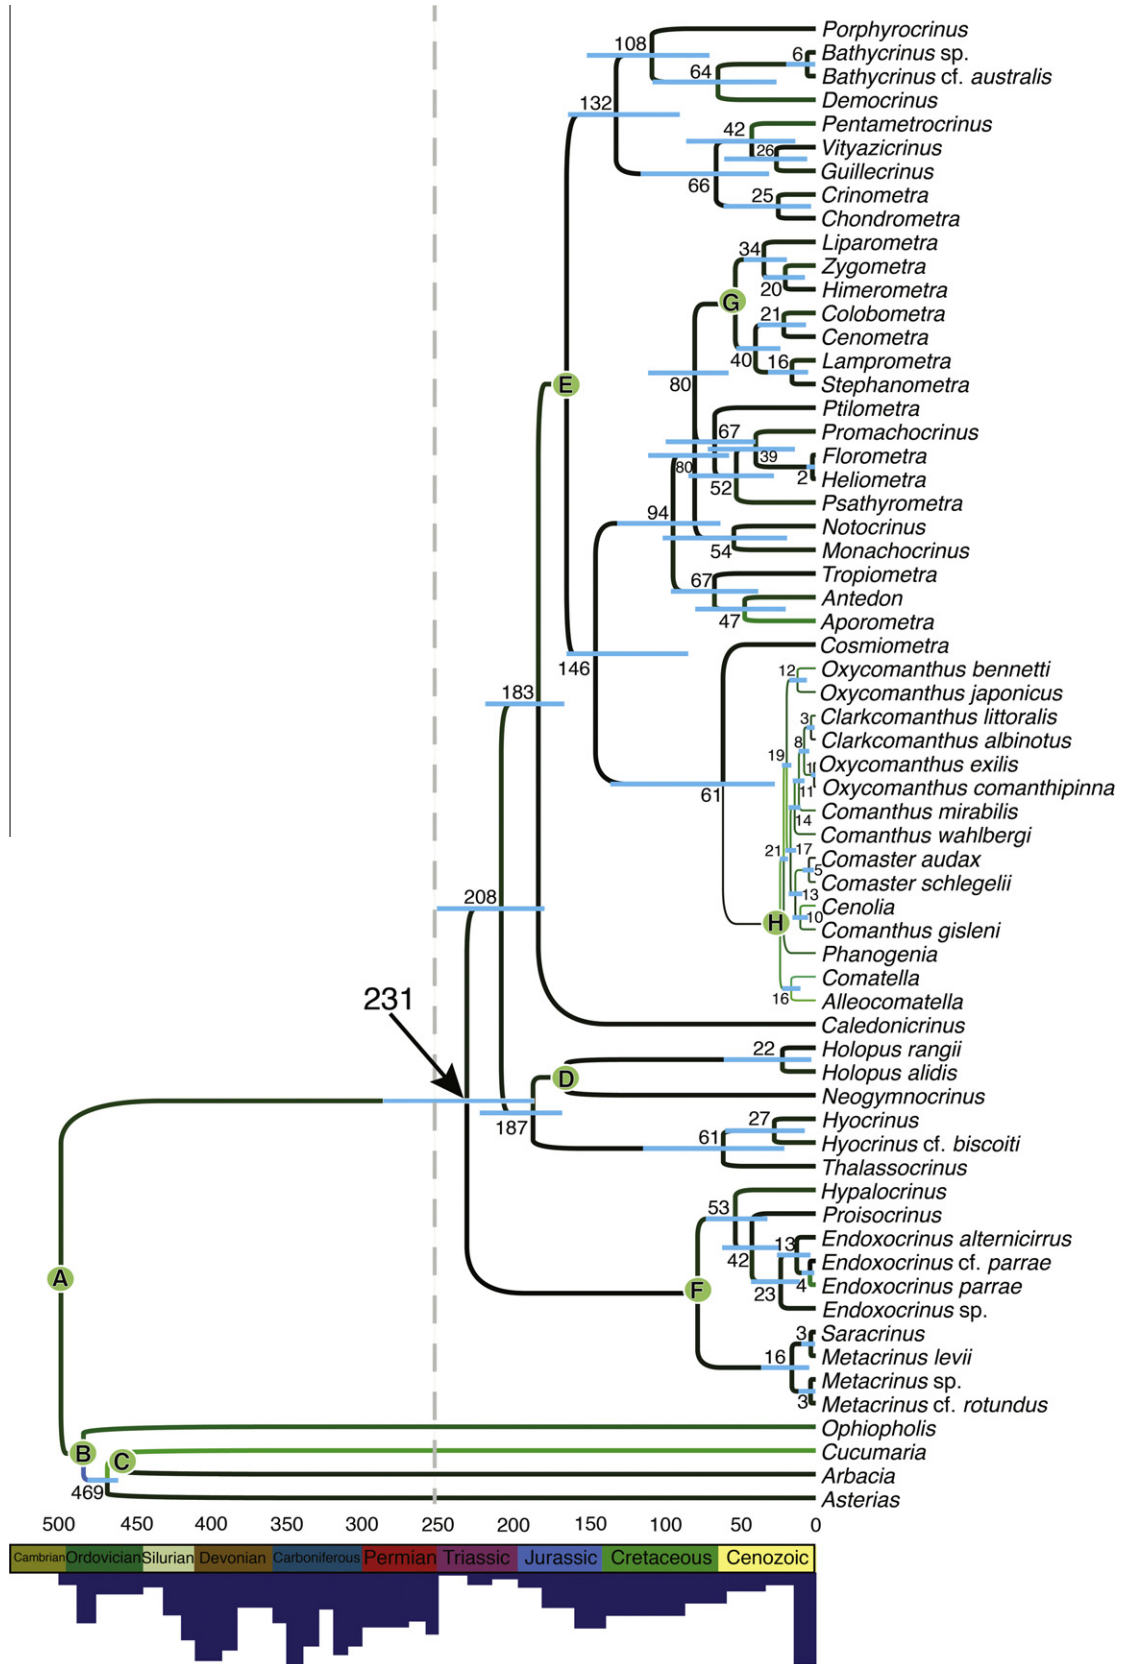 Porphyrocrinus
108
6
Bathycrinus sp.
64
Bathycrinus cf. australis
Democrinus
132
42
Pentametrocrinus
26
Vityazicrinus
Guillecrinus
66
25
Crinometra
Chondrometra
34
Liparometra
Zygometra
20
Himerometra
G
21
Colobometra
Cenometra
40
16
Lamprometra
80
Stephanometra
E
Ptilometra
67
Promachocrinus
39
Florometra
80
2
Heliometra
52
Psathyrometra
94
Notocrinus
54
Monachocrinus
67
Tropiometra
Antedon
47
Aporometra
146
Cosmiometra
12
Oxycomanthus bennetti
183
Oxycomanthus japonicus
3
Clarkcomanthus littoralis
8
Clarkcomanthus albinotus
19
1
Oxycomanthus exilis
61
11
Oxycomanthus comanthipinna
14
Comanthus mirabilis
Comanthus wahlbergi
21
17
Comaster audax
5
Comaster schlegelii
208
13
Cenolia
H
10
Comanthus gisleni
Phanogenia
Comatella
231
16
Alleocomatella
Caledonicrinus
22
Holopus rangii
D
Holopus alidis
Neogymnocrinus
187
27
Hyocrinus
61
Hyocrinus cf. biscoiti
Thalassocrinus
Hypalocrinus
53
Proisocrinus
13
Endoxocrinus alternicirrus
42
Endoxocrinus cf. parrae
A
F
23
4
Endoxocrinus parrae
Endoxocrinus sp.
3
Saracrinus
16
Metacrinus levii
Metacrinus sp.
3
Metacrinus cf. rotundus
Ophiopholis
B
C
Cucumaria
469
Arbacia
Asterias
500 450 400 350 300 250 200 150 100 50 0
Cambrian Ordovician Silurian Devonian Carboniferous Permian Triassic Jurassic Cretaceous Cenozoic